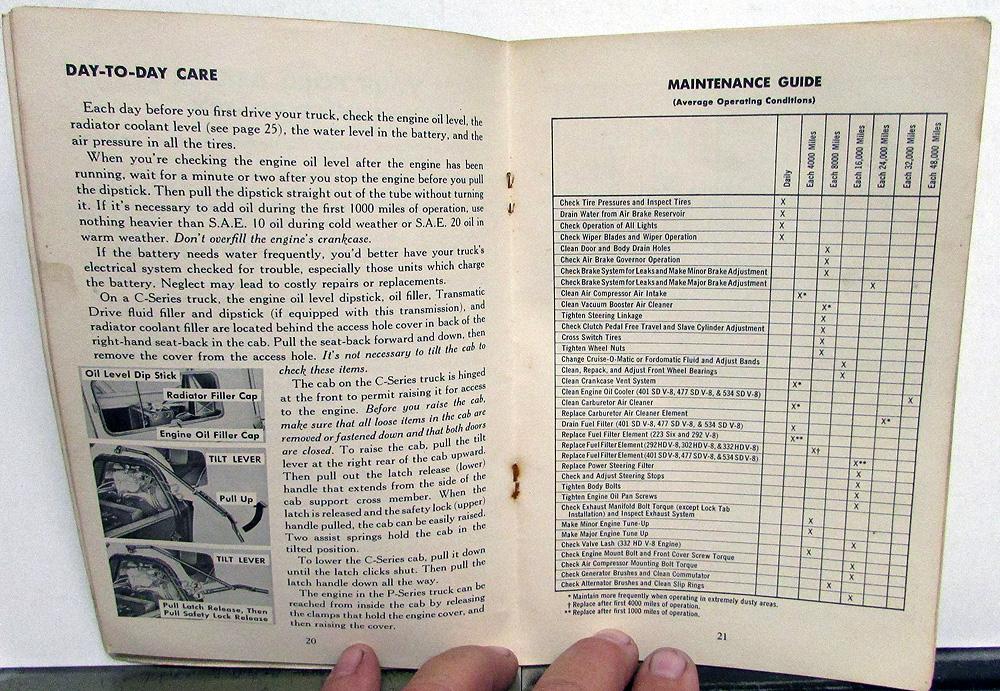 DAY-TO-DAY CARE
Each day before you first drive your truck, check the engine oil level, the
radiator coolant level (see page 25), the water level in the battery, and the
air pressure in all the tires.
When you're checking the engine oil level after the engine has been
running, wait for a minute or two after you stop the engine before you pull
the dipstick. Then pull the dipstick straight out of the tube without turning
it. If it's necessary to add oil during the first 1000 miles of operation, use
nothing heavier than S.A.E. 10 oil during cold weather or S.A.E. 20 oil in
warm weather. Don't overfill the engine's crankcase.
If the battery needs water frequently, you'd better have your truck's
electrical system checked for trouble, especially those units which charge
the battery. Neglect may lead to costly repairs or replacements.
On a C-Series truck, the engine oil level dipstick, oil filler, Transmatic
Drive fluid filler and dipstick (if equipped with this transmission), and
radiator coolant filler are located behind the access hole cover in back of the
right-hand seat-back in the cab. Pull the seat-back forward and down, then
remove the cover from the access hole. It's not necessary to tilt the cab to
check these items.
The cab on the C-Series truck is hinged
at the front to permit raising it for access
to the engine. Before you raise the cab,
make sure that all loose items in the cab are
removed or fastened down and that both doors
are closed. To raise the cab, pull the tilt
lever at the right rear of the cab upward.
Then pull out the latch release (lower)
handle that extends from the side of the
cab support cross member. When the
latch is released and the safety lock (upper)
handle pulled, the cab can be easily raised.
Two assist springs hold the cab in the
tilted position.
To lower the C-Series cab, pull it down
until the latch clicks shut. Then pull the
latch handle down all the way.
The engine in the P-Series truck can be
reached from inside the cab by releasing
the clamps that hold the engine cover, and
then raising the cover.
Oil Level Dip Stick
Radiator Filler Cap
Engine Oil Filler Cap
TILT LEVER
Pull Up
TILT LEVER
Pull Latch Release, Then
Pull Safety Lock Release
20
MAINTENANCE GUIDE
(Average Operating Conditions)
Daily
Each 4000 Miles
Each 8000 Miles
Each 16,000 Miles
Each 24,000 Miles
Each 32,000 Miles
Each 48,000 Miles
Check Tire Pressures and Inspect Tires X
Drain Water from Air Brake Reservoir X
Check Operation of All Lights X
Check Wiper Blades and Wiper Operation X
Clean Door and Body Drain Holes X
Check Air Brake Governor Operation X
Check Brake System for Leaks and Make Minor Brake Adjustment X
Check Brake System for Leaks and Make Major Brake Adjustment X
Clean Air Compressor Air Intake X*
Clean Vacuum Booster Air Cleaner X*
Tighten Steering Linkage X
Check Clutch Pedal Free Travel and Slave Cylinder Adjustment X
Cross Switch Tires X
Tighten Wheel Nuts X
Change Cruise-O-Matic or Fordomatic Fluid and Adjust Bands X
Clean, Repack, and Adjust Front Wheel Bearings X
Clean Crankcase Vent System X*
Clean Engine Oil Cooler (401 SD V-8, 477 SD V-8, & 534 SD V-8) X
Clean Carburetor Air Cleaner X*
Replace Carburetor Air Cleaner Element X*
Drain Fuel Filter (401 SD V-8, 477 SD V-8, & 534 SD V-8) X
Replace Fuel Filter Element (223 Six and 292 V-8) X**
Replace Fuel Filter Element (292 HD V-8, 302 HD V-8, & 332 HD V-8) X†
Replace Fuel Filter Element (401 SD V-8, 477 SD V-8, & 534 SD V-8)
Replace Power Steering Filter X**
Check and Adjust Steering Stops X
Tighten Body Bolts X
Tighten Engine Oil Pan Screws X
Check Exhaust Manifold Bolt Torque (except Lock Tab
Installation) and Inspect Exhaust System X
Make Minor Engine Tune-Up X
Make Major Engine Tune Up X
Check Valve Lash (332 HD V-8 Engine) X
Check Engine Mount Bolt and Front Cover Screw Torque X
Check Air Compressor Mounting Bolt Torque X
Check Generator Brushes and Clean Commutator X
Check Alternator Brushes and Clean Slip Rings X
X
* Maintain more frequently when operating in extremely dusty areas.
† Replace after first 4000 miles of operation.
** Replace after first 1000 miles of operation.
21